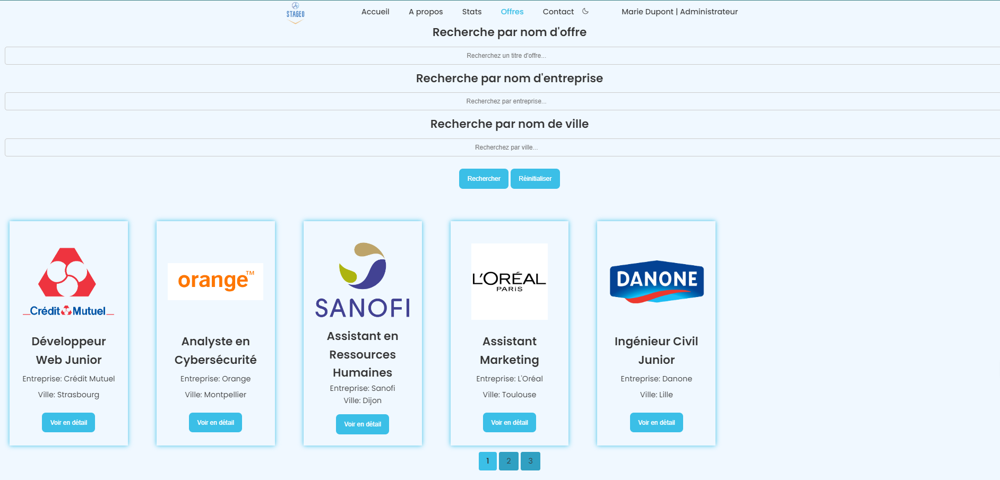 STAGEO
Accueil A propos Stats Offres Contact Marie Dupont | Administrateur
Recherche par nom d'offre
Recherchez un titre d'offre...
Recherche par nom d'entreprise
Recherchez par entreprise...
Recherche par nom de ville
Recherchez par ville...
Rechercher Réinitialiser
Crédit Mutuel
Développeur
Web Junior
Entreprise: Crédit Mutuel
Ville: Strasbourg
Voir en détail
orange™
Analyste en
Cybersécurité
Entreprise: Orange
Ville: Montpellier
Voir en détail
SANOFI
Assistant en
Ressources
Humaines
Entreprise: Sanofi
Ville: Dijon
Voir en détail
L'ORÉAL
PARIS
Assistant
Marketing
Entreprise: L'Oréal
Ville: Toulouse
Voir en détail
DANONE
Ingénieur Civil
Junior
Entreprise: Danone
Ville: Lille
Voir en détail
1 2 3